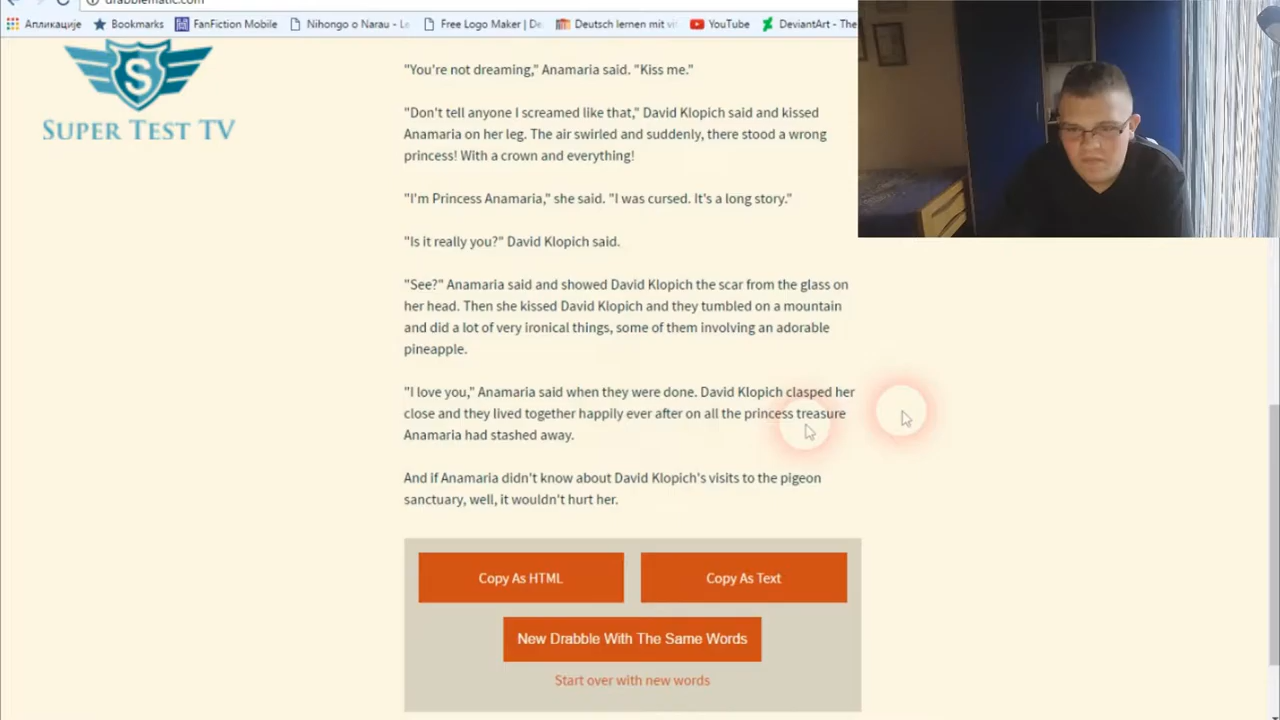 drabblematic.com
Апликације
Bookmarks
FanFiction Mobile
Nihongo o Narau - Le
Free Logo Maker | De
Deutsch lernen mit vi
YouTube
DeviantArt - The
S
SUPER TEST TV
"You're not dreaming," Anamaria said. "Kiss me."
"Don't tell anyone I screamed like that," David Klopich said and kissed
Anamaria on her leg. The air swirled and suddenly, there stood a wrong
princess! With a crown and everything!
"I'm Princess Anamaria," she said. "I was cursed. It's a long story."
"Is it really you?" David Klopich said.
"See?" Anamaria said and showed David Klopich the scar from the glass on
her head. Then she kissed David Klopich and they tumbled on a mountain
and did a lot of very ironical things, some of them involving an adorable
pineapple.
"I love you," Anamaria said when they were done. David Klopich clasped her
close and they lived together happily ever after on all the princess treasure
Anamaria had stashed away.
And if Anamaria didn't know about David Klopich's visits to the pigeon
sanctuary, well, it wouldn't hurt her.
Copy As HTML
Copy As Text
New Drabble With The Same Words
Start over with new words